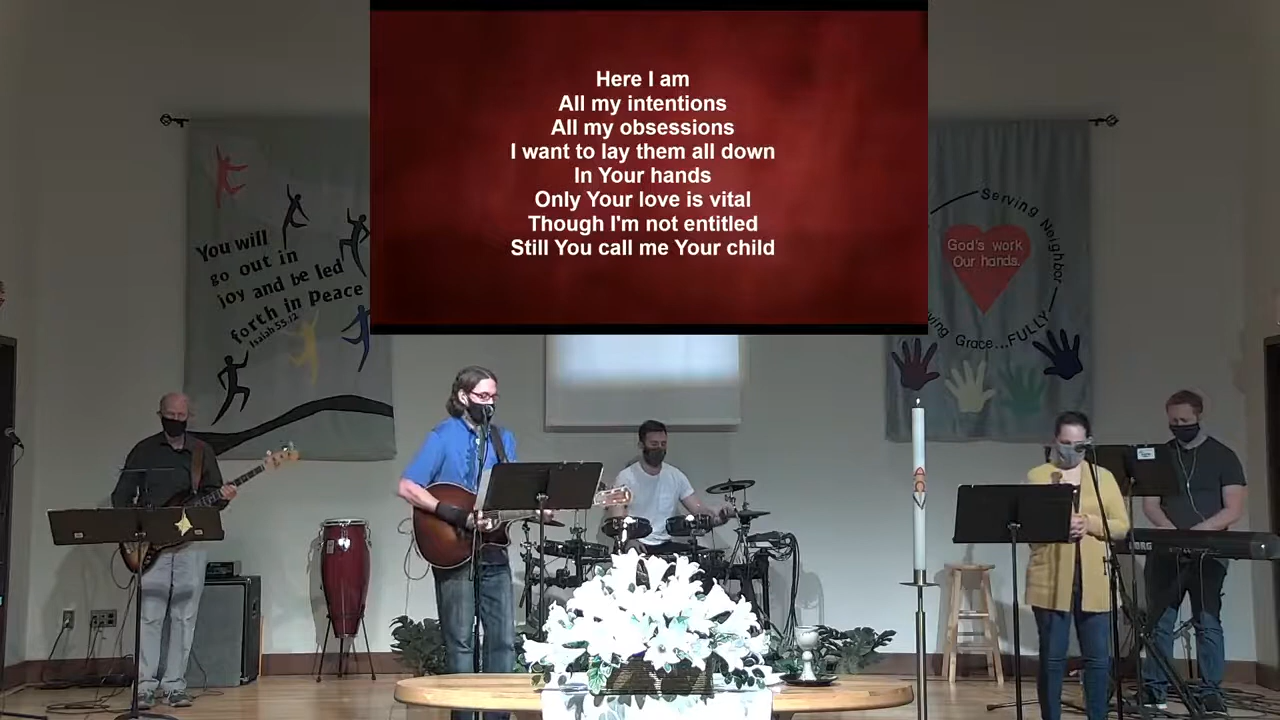 Here I am
All my intentions
All my obsessions
I want to lay them all down
In Your hands
Only Your love is vital
Though I'm not entitled
Still You call me Your child
You will
go out in
joy and be led
forth in peace
Isaiah 55:12
Serving Neighbor
God's work
Our hands.
Grace...FULLY
KORG